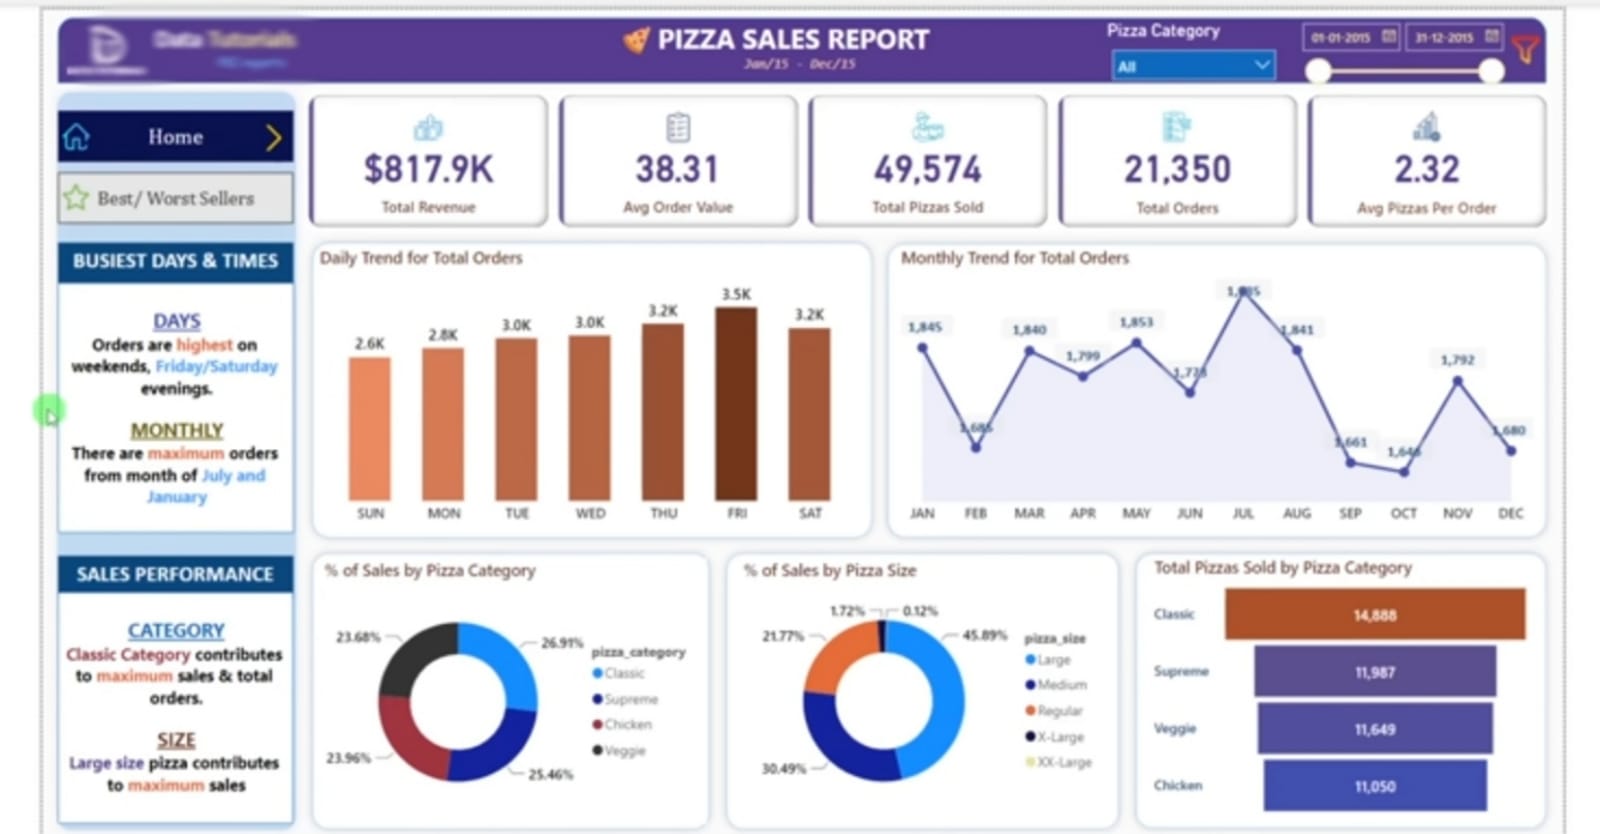 Data Tutorials
PIZZA SALES REPORT
Jan/15 - Dec/15
Pizza Category
All
01-01-2015
31-12-2015
Home
Best/ Worst Sellers
$817.9K
Total Revenue
38.31
Avg Order Value
49,574
Total Pizzas Sold
21,350
Total Orders
2.32
Avg Pizzas Per Order
BUSIEST DAYS & TIMES
DAYS
Orders are highest on
weekends, Friday/Saturday
evenings.
MONTHLY
There are maximum orders
from month of July and
January
Daily Trend for Total Orders
2.6K
2.8K
3.0K
3.0K
3.2K
3.5K
3.2K
SUN
MON
TUE
WED
THU
FRI
SAT
Monthly Trend for Total Orders
1,845
1,840
1,799
1,853
1,841
1,661
1,792
1,680
JAN
FEB
MAR
APR
MAY
JUN
JUL
AUG
SEP
OCT
NOV
DEC
SALES PERFORMANCE
CATEGORY
Classic Category contributes
to maximum sales & total
orders.
SIZE
Large size pizza contributes
to maximum sales
% of Sales by Pizza Category
23.68%
26.91%
23.96%
25.46%
pizza_category
Classic
Supreme
Chicken
Veggie
% of Sales by Pizza Size
1.72%
0.12%
21.77%
45.89%
30.49%
pizza_size
Large
Medium
Regular
X-Large
XX-Large
Total Pizzas Sold by Pizza Category
Classic
14,888
Supreme
11,987
Veggie
11,649
Chicken
11,050